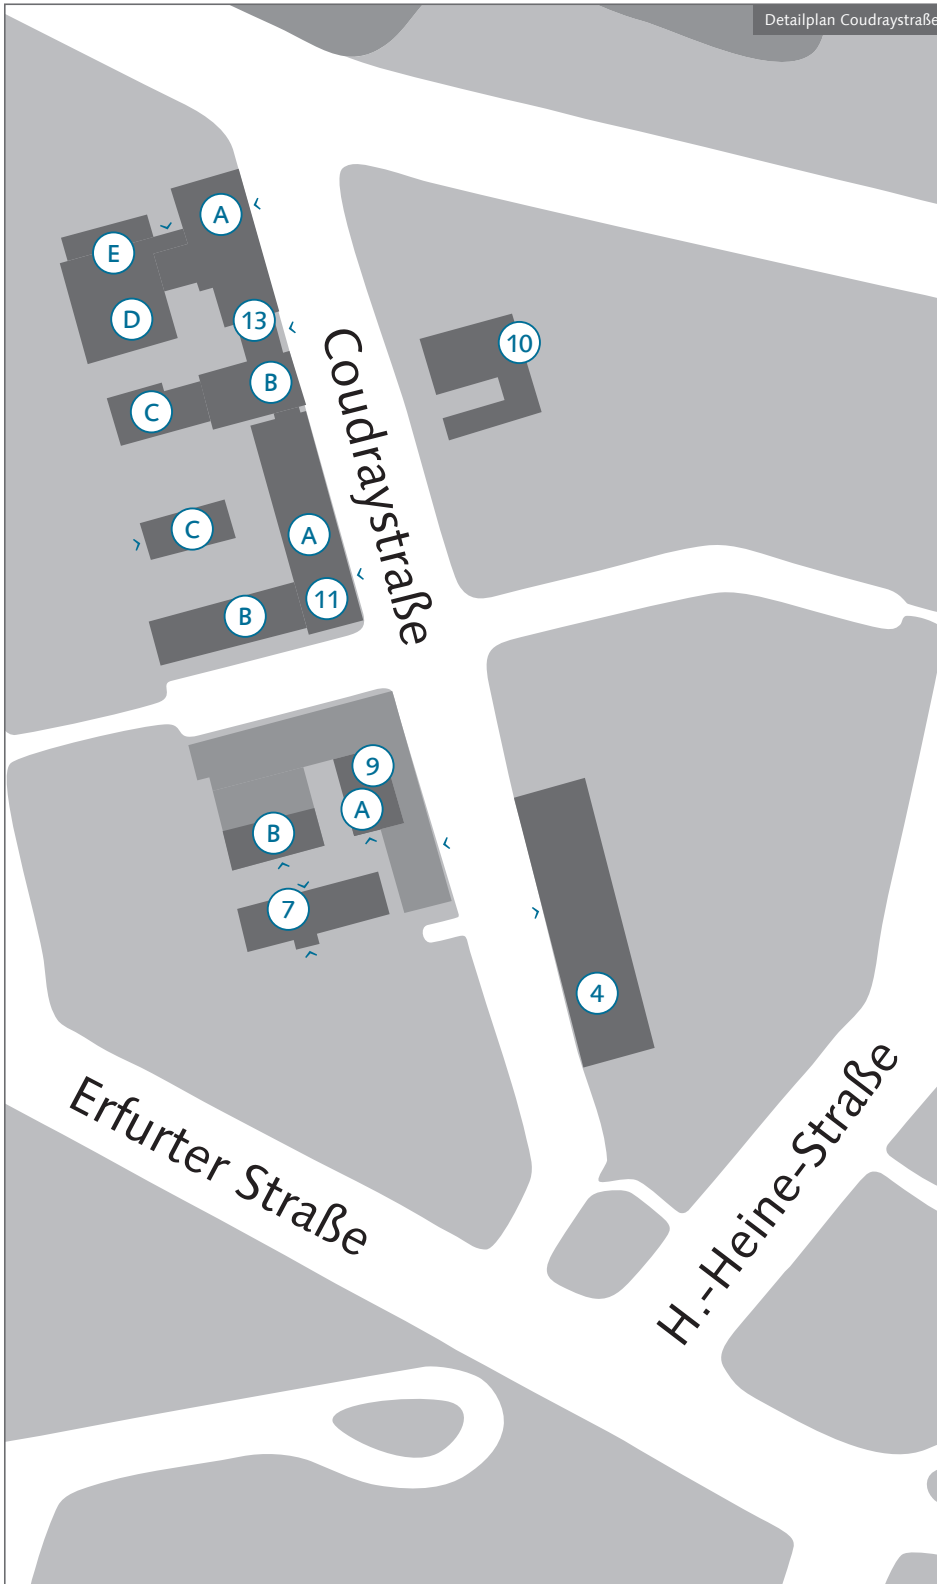 Detailplan Coudraystraße
A
E
D
13
10
B
C
Coudraystraße
C
A
11
B
9
A
B
7
4
Erfurter Straße
H.-Heine-Straße